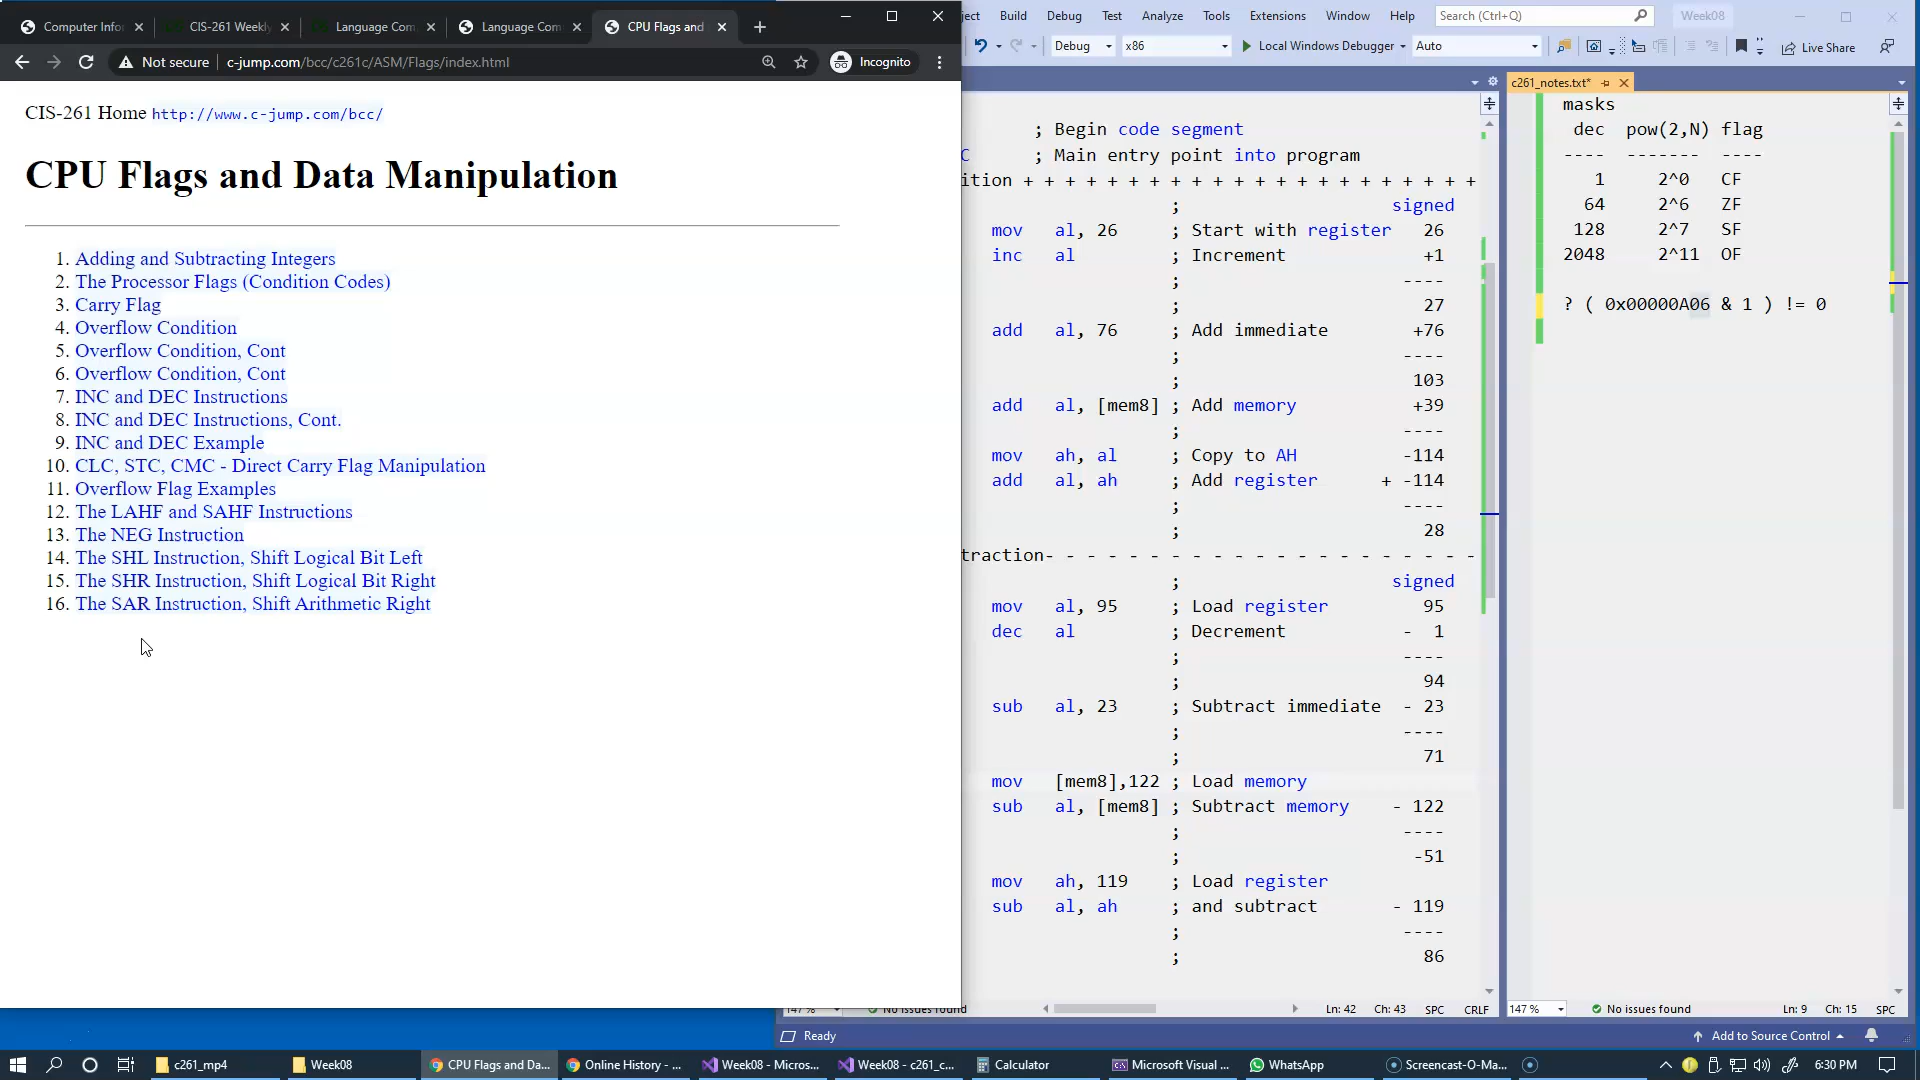 Computer Info
CIS-261 Weekly
Language Com
Language Com
CPU Flags and
Not secure
c-jump.com/bcc/c261c/ASM/Flags/index.html
Incognito
CIS-261 Home http://www.c-jump.com/bcc/
CPU Flags and Data Manipulation
1. Adding and Subtracting Integers
2. The Processor Flags (Condition Codes)
3. Carry Flag
4. Overflow Condition
5. Overflow Condition, Cont
6. Overflow Condition, Cont
7. INC and DEC Instructions
8. INC and DEC Instructions, Cont.
9. INC and DEC Example
10. CLC, STC, CMC - Direct Carry Flag Manipulation
11. Overflow Flag Examples
12. The LAHF and SAHF Instructions
13. The NEG Instruction
14. The SHL Instruction, Shift Logical Bit Left
15. The SHR Instruction, Shift Logical Bit Right
16. The SAR Instruction, Shift Arithmetic Right
ject Build Debug Test Analyze Tools Extensions Window Help Search (Ctrl+Q) Week08
Debug x86 Local Windows Debugger Auto Live Share
; Begin code segment
C ; Main entry point into program
ition + + + + + + + + + + + + + + + + + + + + + +
; signed
mov al, 26 ; Start with register 26
inc al ; Increment +1
; ----
; 27
add al, 76 ; Add immediate +76
; ----
; 103
add al, [mem8] ; Add memory +39
; ----
mov ah, al ; Copy to AH -114
add al, ah ; Add register + -114
; ----
; 28
traction- - - - - - - - - - - - - - - - - - - - -
; signed
mov al, 95 ; Load register 95
dec al ; Decrement - 1
; ----
; 94
sub al, 23 ; Subtract immediate - 23
; ----
; 71
mov [mem8],122 ; Load memory
sub al, [mem8] ; Subtract memory - 122
; ----
; -51
mov ah, 119 ; Load register
sub al, ah ; and subtract - 119
; ----
; 86
147 % No issues found Ln: 42 Ch: 43 SPC CRLF
c261_notes.txt*
masks
dec pow(2,N) flag
---- ------- ----
1 2^0 CF
64 2^6 ZF
128 2^7 SF
2048 2^11 OF
? ( 0x00000A06 & 1 ) != 0
147 % No issues found Ln: 9 Ch: 15 SPC
Ready
Add to Source Control
c261_mp4
Week08
CPU Flags and Da...
Online History - ...
Week08 - Micros...
Week08 - c261_c...
Calculator
Microsoft Visual ...
WhatsApp
Screencast-O-Ma...
6:30 PM